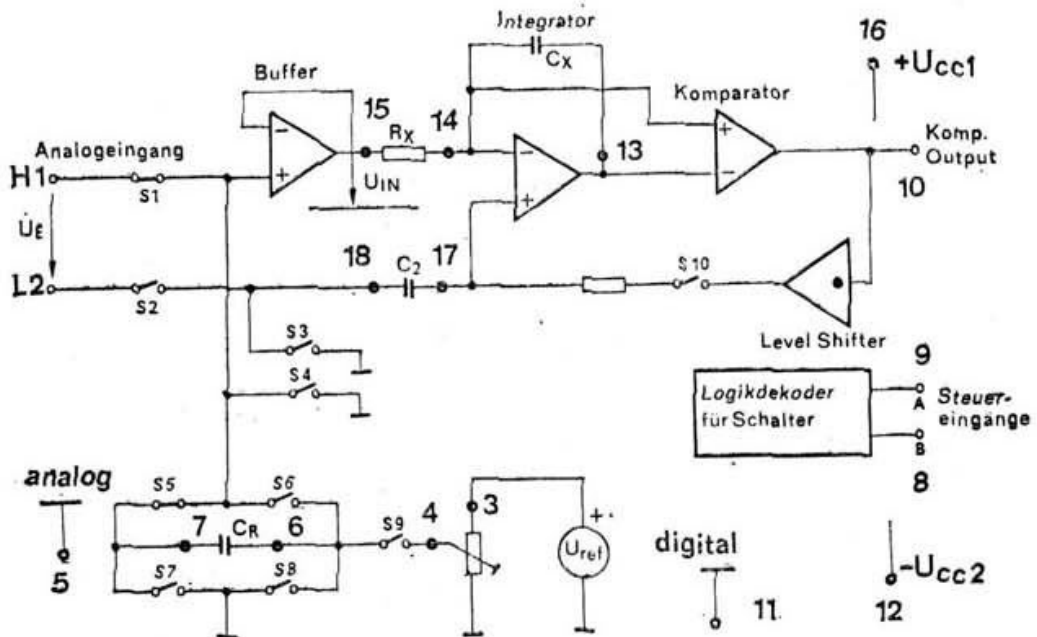 Integrator
16
+Ucc1
Cx
Buffer
15
14
Komparator
Rx
13
Komp.
Output
10
Analogeingang
H1
S1
UIN
UE
18
C2
17
S10
L2
S2
S3
Level Shifter
S4
9
Logikdekoder
für Schalter
A
B
Steuer-
eingänge
8
analog
S5
S6
7
CR
6
S9
4
3
+
Uref
digital
5
S7
S8
11
12
-Ucc2